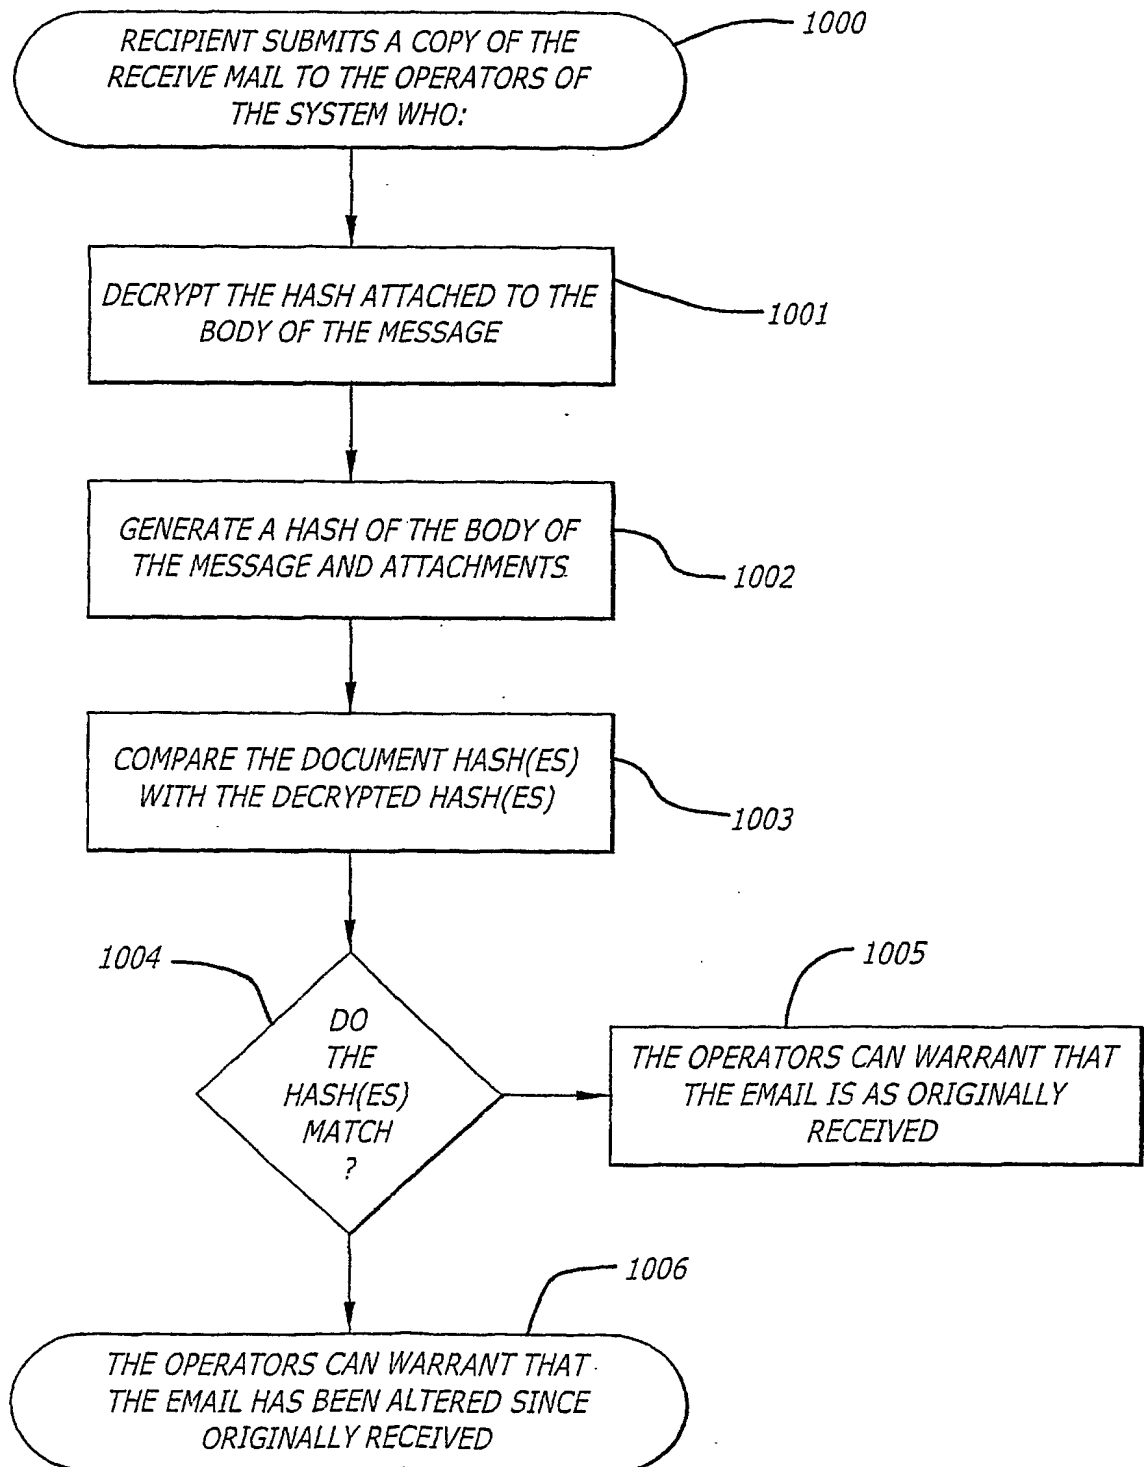 RECIPIENT SUBMITS A COPY OF THE
RECEIVE MAIL TO THE OPERATORS OF
THE SYSTEM WHO:
1000
DECRYPT THE HASH ATTACHED TO THE
BODY OF THE MESSAGE
1001
GENERATE A HASH OF THE BODY OF
THE MESSAGE AND ATTACHMENTS
1002
COMPARE THE DOCUMENT HASH(ES)
WITH THE DECRYPTED HASH(ES)
1003
1004
DO
THE
HASH(ES)
MATCH
?
1005
THE OPERATORS CAN WARRANT THAT
THE EMAIL IS AS ORIGINALLY
RECEIVED
1006
THE OPERATORS CAN WARRANT THAT
THE EMAIL HAS BEEN ALTERED SINCE
ORIGINALLY RECEIVED